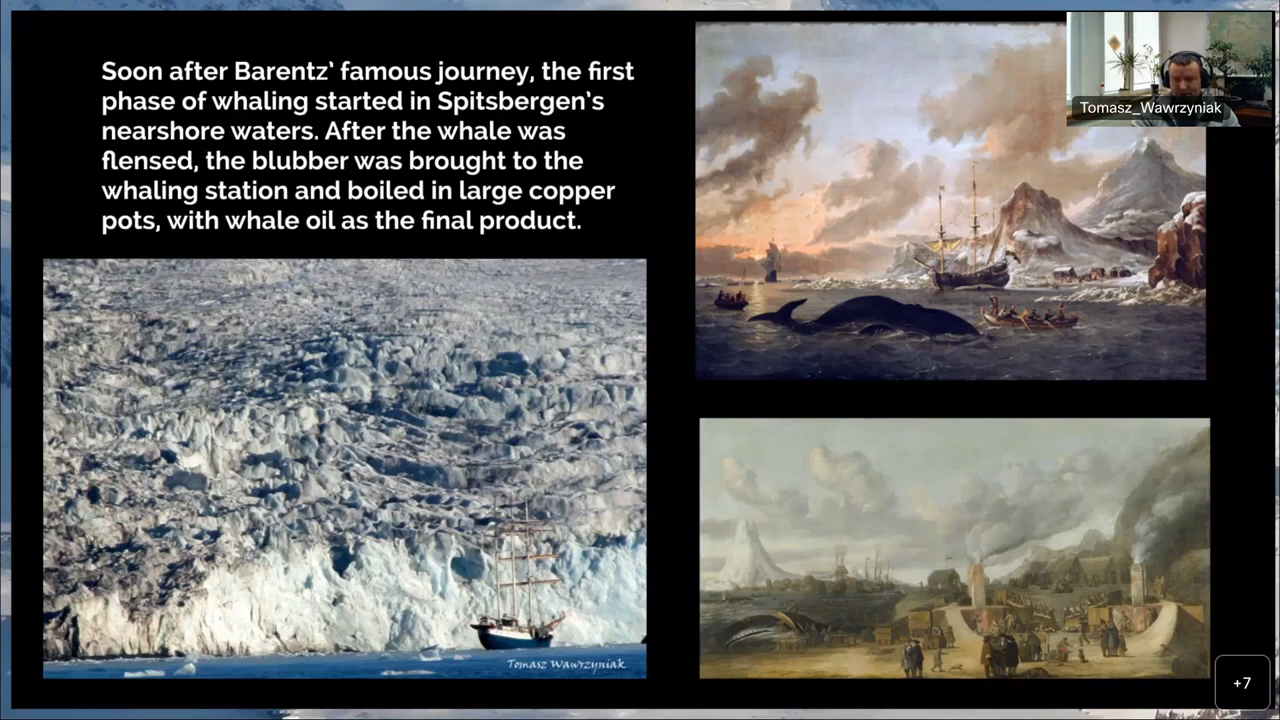 Soon after Barentz’ famous journey, the first
phase of whaling started in Spitsbergen’s
nearshore waters. After the whale was
flensed, the blubber was brought to the
whaling station and boiled in large copper
pots, with whale oil as the final product.
Tomasz_Wawrzyniak
Tomasz Wawrzyniak
+7